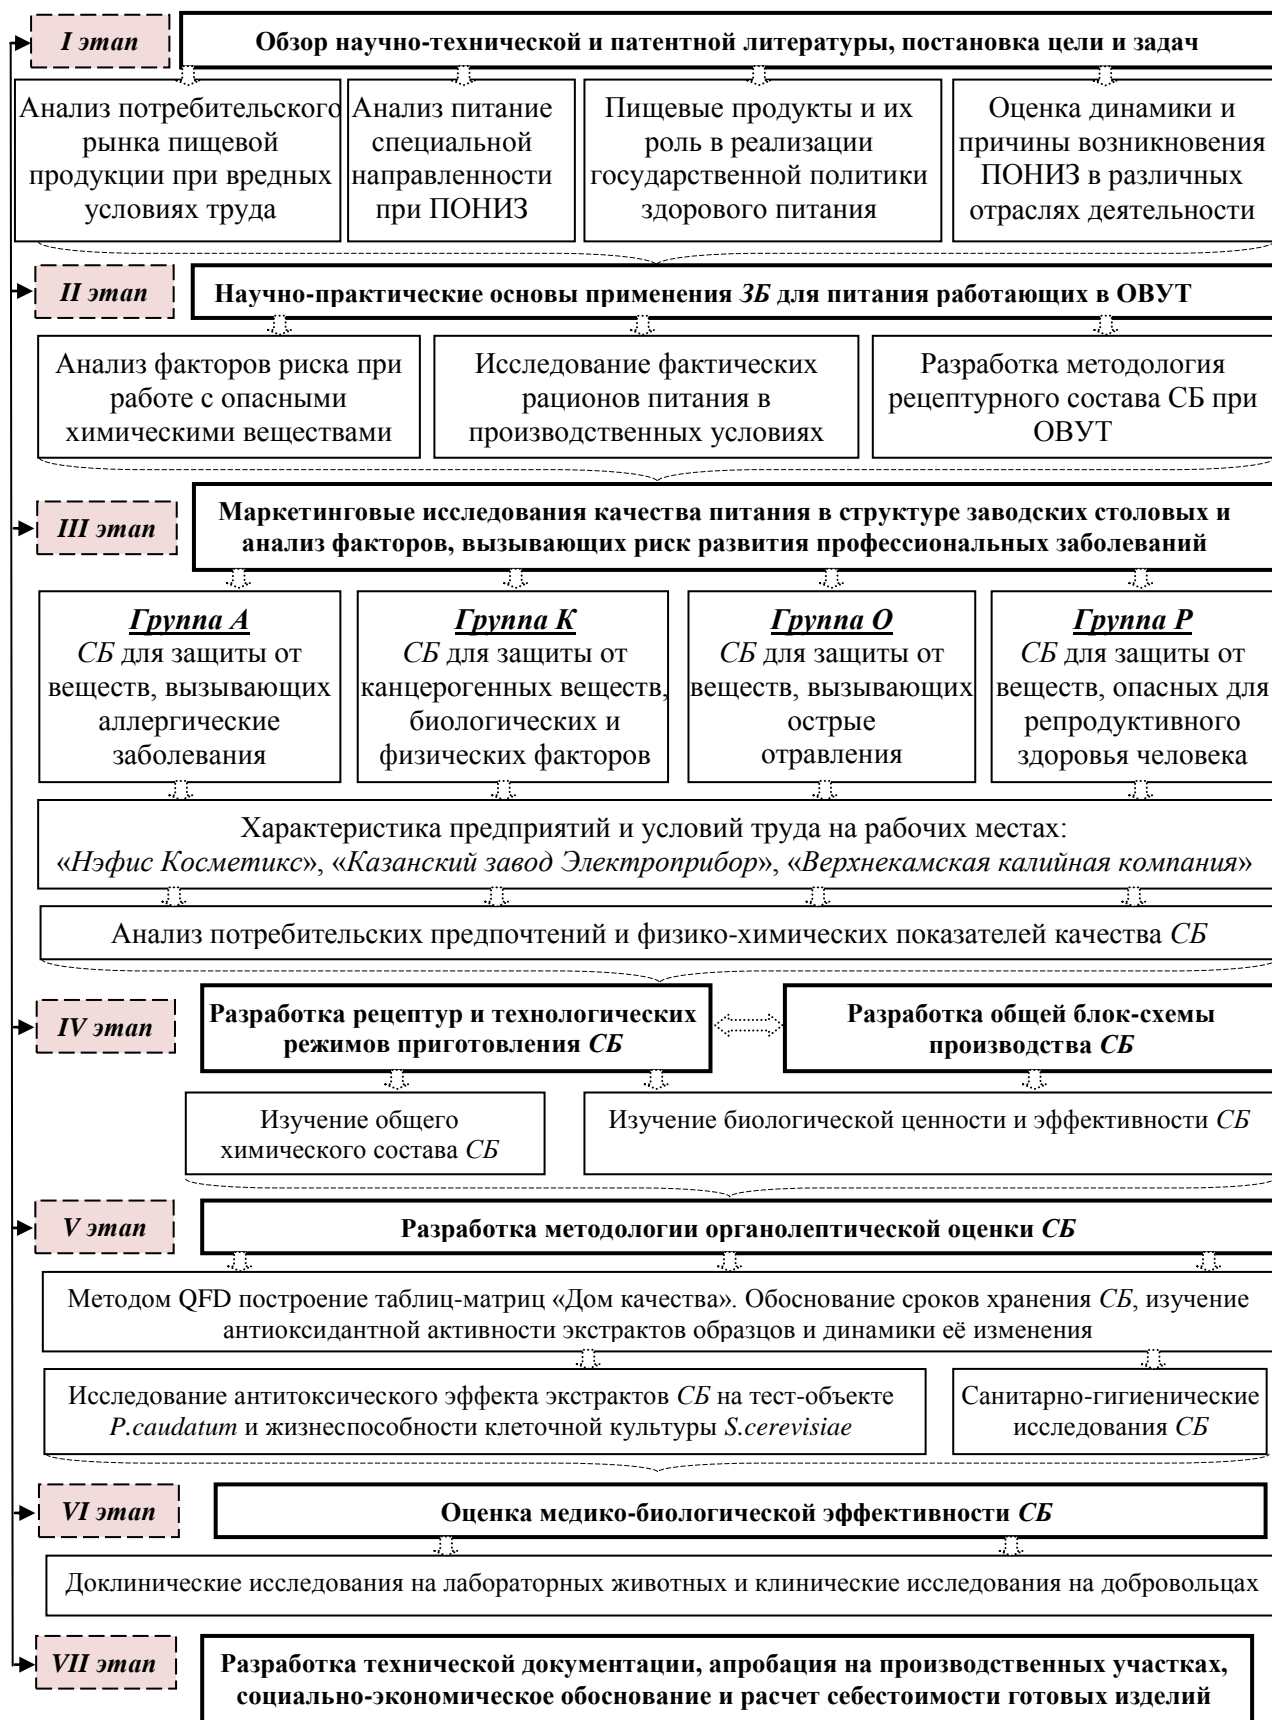 I этап
Обзор научно-технической и патентной литературы, постановка цели и задач
Анализ потребительского
рынка пищевой
продукции при вредных
условиях труда
Анализ питание
специальной
направленности
при ПОНИЗ
Пищевые продукты и их
роль в реализации
государственной политики
здорового питания
Оценка динамики и
причины возникновения
ПОНИЗ в различных
отраслях деятельности
II этап
Научно-практические основы применения ЗБ для питания работающих в ОВУТ
Анализ факторов риска при
работе с опасными
химическими веществами
Исследование фактических
рационов питания в
производственных условиях
Разработка методология
рецептурного состава СБ при
ОВУТ
III этап
Маркетинговые исследования качества питания в структуре заводских столовых и
анализ факторов, вызывающих риск развития профессиональных заболеваний
Группа А
СБ для защиты от
веществ, вызывающих
аллергические
заболевания
Группа К
СБ для защиты от
канцерогенных веществ,
биологических и
физических факторов
Группа О
СБ для защиты от
веществ, вызывающих
острые
отравления
Группа Р
СБ для защиты от
веществ, опасных для
репродуктивного
здоровья человека
Характеристика предприятий и условий труда на рабочих местах:
«Нэфис Косметикс», «Казанский завод Электроприбор», «Верхнекамская калийная компания»
Анализ потребительских предпочтений и физико-химических показателей качества СБ
IV этап
Разработка рецептур и технологических
режимов приготовления СБ
Разработка общей блок-схемы
производства СБ
Изучение общего
химического состава СБ
Изучение биологической ценности и эффективности СБ
V этап
Разработка методологии органолептической оценки СБ
Методом QFD построение таблиц-матриц «Дом качества». Обоснование сроков хранения СБ, изучение
антиоксидантной активности экстрактов образцов и динамики её изменения
Исследование антитоксического эффекта экстрактов СБ на тест-объекте
P.caudatum и жизнеспособности клеточной культуры S.cerevisiae
Санитарно-гигиенические
исследования СБ
VI этап
Оценка медико-биологической эффективности СБ
Доклинические исследования на лабораторных животных и клинические исследования на добровольцах
VII этап
Разработка технической документации, апробация на производственных участках,
социально-экономическое обоснование и расчет себестоимости готовых изделий